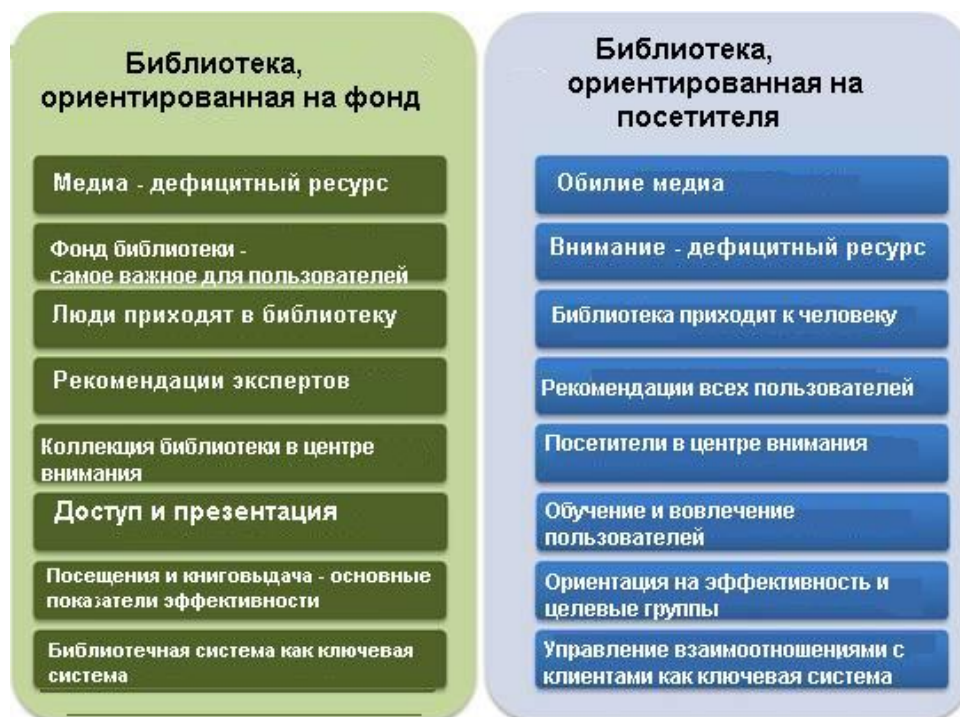 Библиотека,
ориентированная на фонд
Медиа - дефицитный ресурс
Фонд библиотеки -
самое важное для пользователей
Люди приходят в библиотеку
Рекомендации экспертов
Коллекция библиотеки в центре
внимания
Доступ и презентация
Посещения и книговыдача - основные
показатели эффективности
Библиотечная система как ключевая
система
Библиотека,
ориентированная на
посетителя
Обилие медиа
Внимание - дефицитный ресурс
Библиотека приходит к человеку
Рекомендации всех пользователей
Посетители в центре внимания
Обучение и вовлечение
пользователей
Ориентация на эффективность и
целевые группы
Управление взаимоотношениями с
клиентами как ключевая система